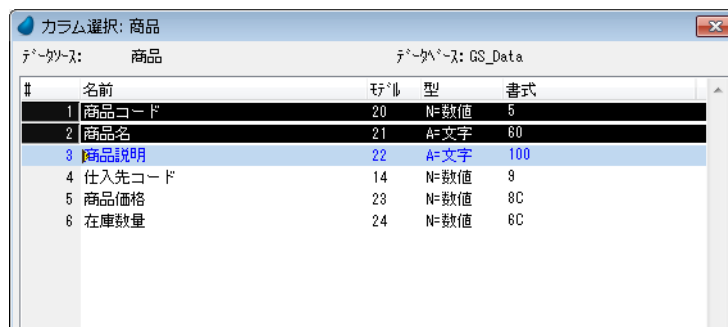 カラム選択: 商品
ﾃﾞｰﾀｿｰｽ: 商品 ﾃﾞｰﾀﾍﾞｰｽ: GS_Data
# 名前 ﾓﾃﾞﾙ 型 書式
1 商品コード 20 N=数値 5
2 商品名 21 A=文字 60
3 商品説明 22 A=文字 100
4 仕入先コード 14 N=数値 9
5 商品価格 23 N=数値 8C
6 在庫数量 24 N=数値 6C